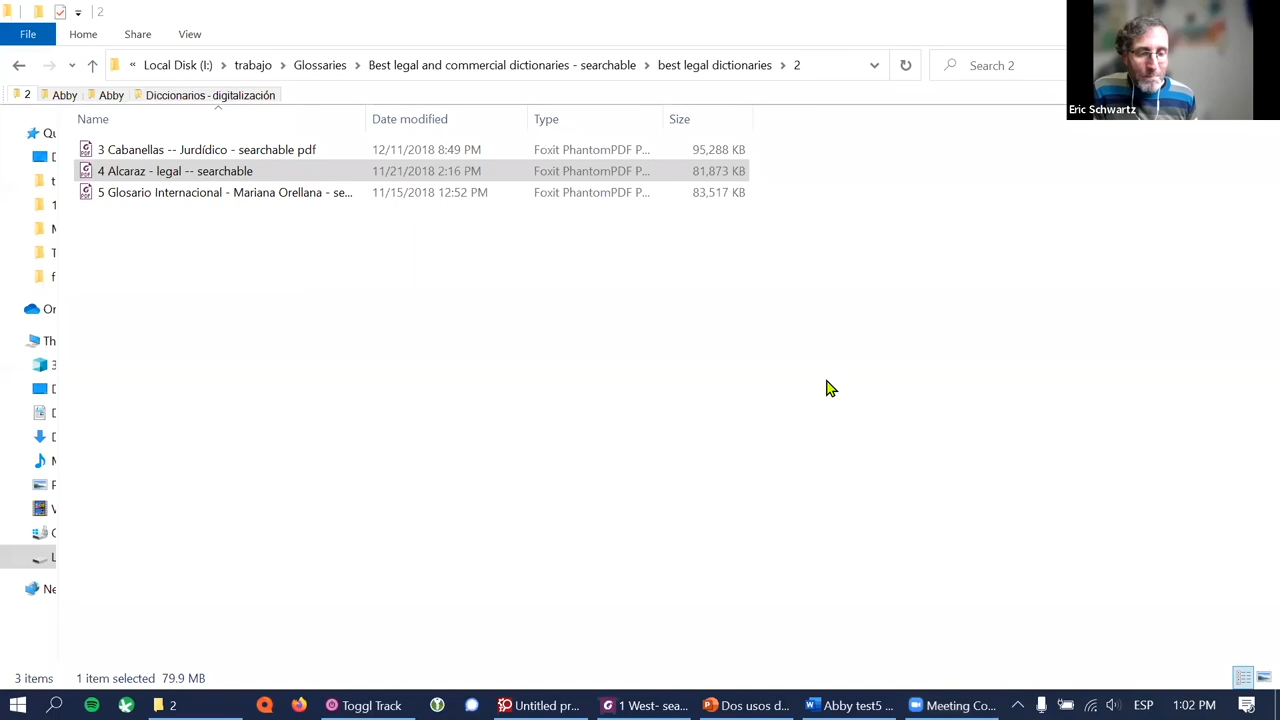 2
File Home Share View
« Local Disk (I:) trabajo Glossaries Best legal and commercial dictionaries - searchable best legal dictionaries 2 Search 2
Eric Schwartz
2 Abby Abby Diccionarios - digitalización
Name Date modified Type Size
Qu
3 Cabanellas -- Jurdídico - searchable pdf 12/11/2018 8:49 PM Foxit PhantomPDF P... 95,288 KB
4 Alcaraz - legal -- searchable 11/21/2018 2:16 PM Foxit PhantomPDF P... 81,873 KB
5 Glosario Internacional - Mariana Orellana - se... 11/15/2018 12:52 PM Foxit PhantomPDF P... 83,517 KB
On
Th
Ne
3 items 1 item selected 79.9 MB
2 Toggl Track Untitled pr... 1 West- sea... Dos usos d... Abby test5 ... Meeting Co... ESP 1:02 PM